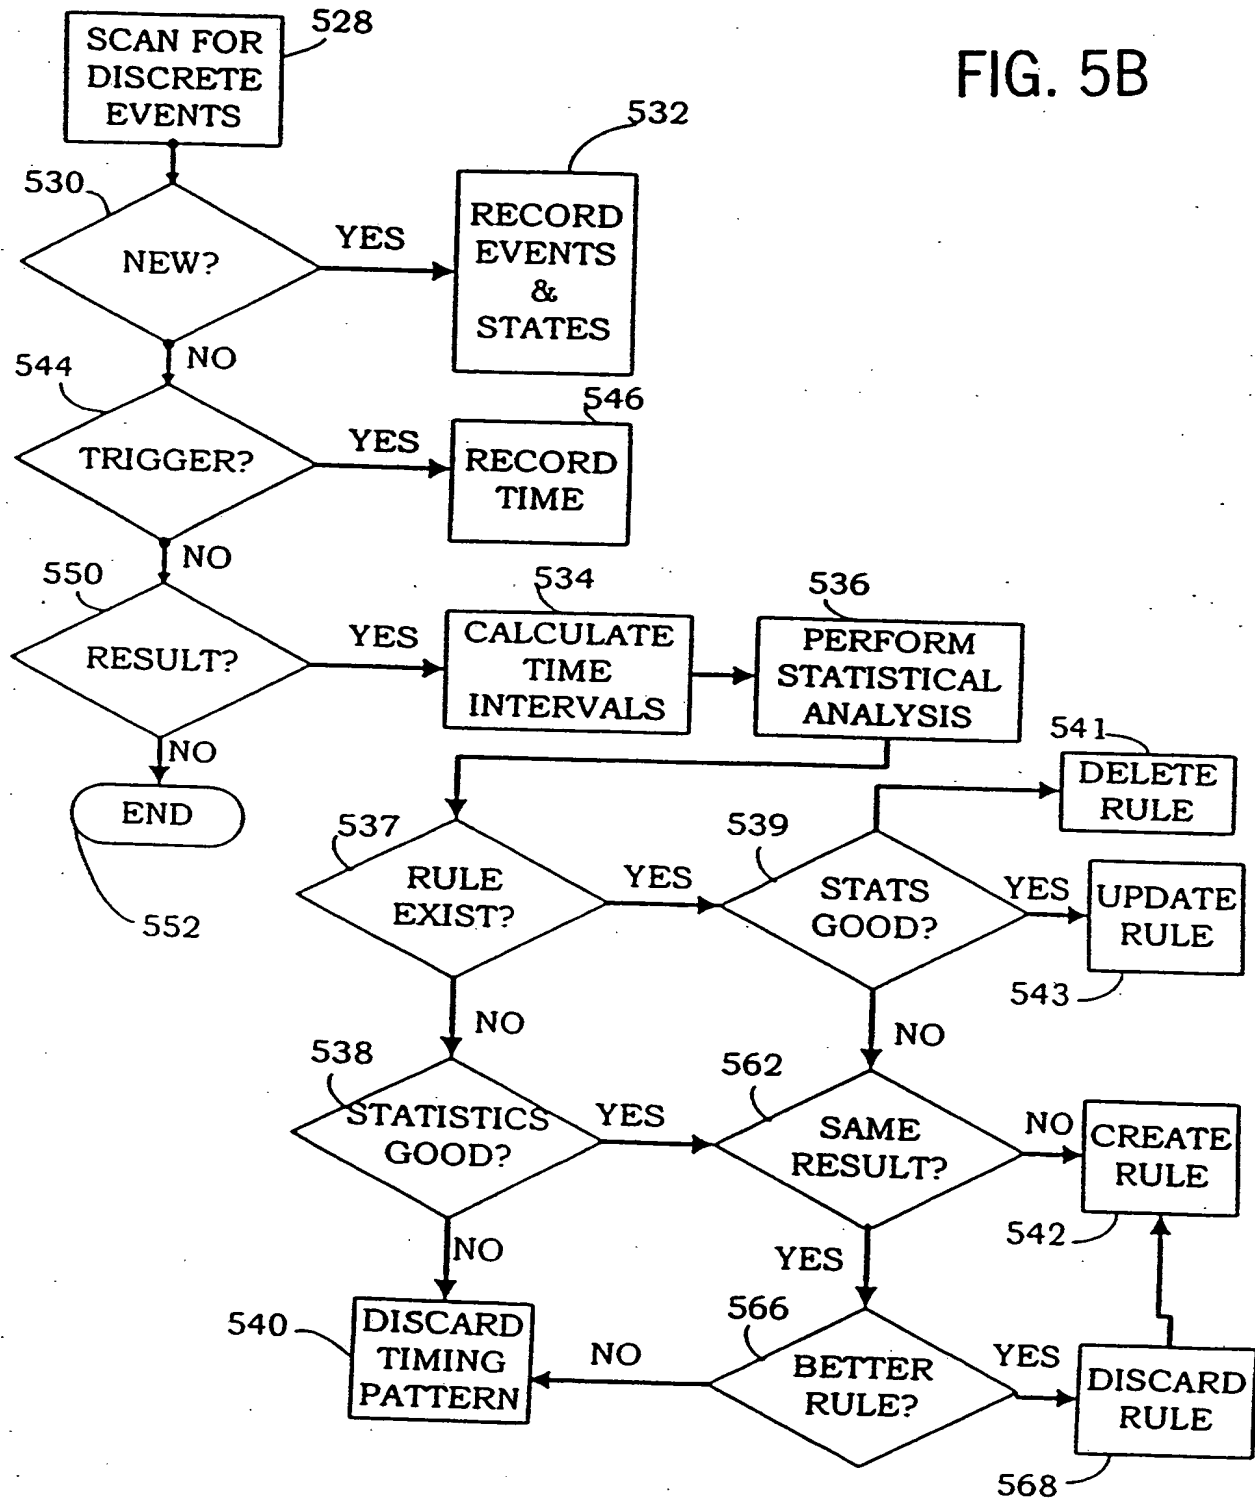 528
SCAN FOR
DISCRETE
EVENTS
FIG. 5B
532
530
NEW?
YES
RECORD
EVENTS
&
STATES
NO
544
546
TRIGGER?
YES
RECORD
TIME
NO
550
534
536
RESULT?
YES
CALCULATE
TIME
INTERVALS
PERFORM
STATISTICAL
ANALYSIS
NO
END
552
541
DELETE
RULE
537
539
RULE
EXIST?
YES
STATS
GOOD?
YES
UPDATE
RULE
543
NO
NO
538
562
STATISTICS
GOOD?
YES
SAME
RESULT?
NO
CREATE
RULE
542
NO
YES
540
566
DISCARD
TIMING
PATTERN
NO
BETTER
RULE?
YES
DISCARD
RULE
568